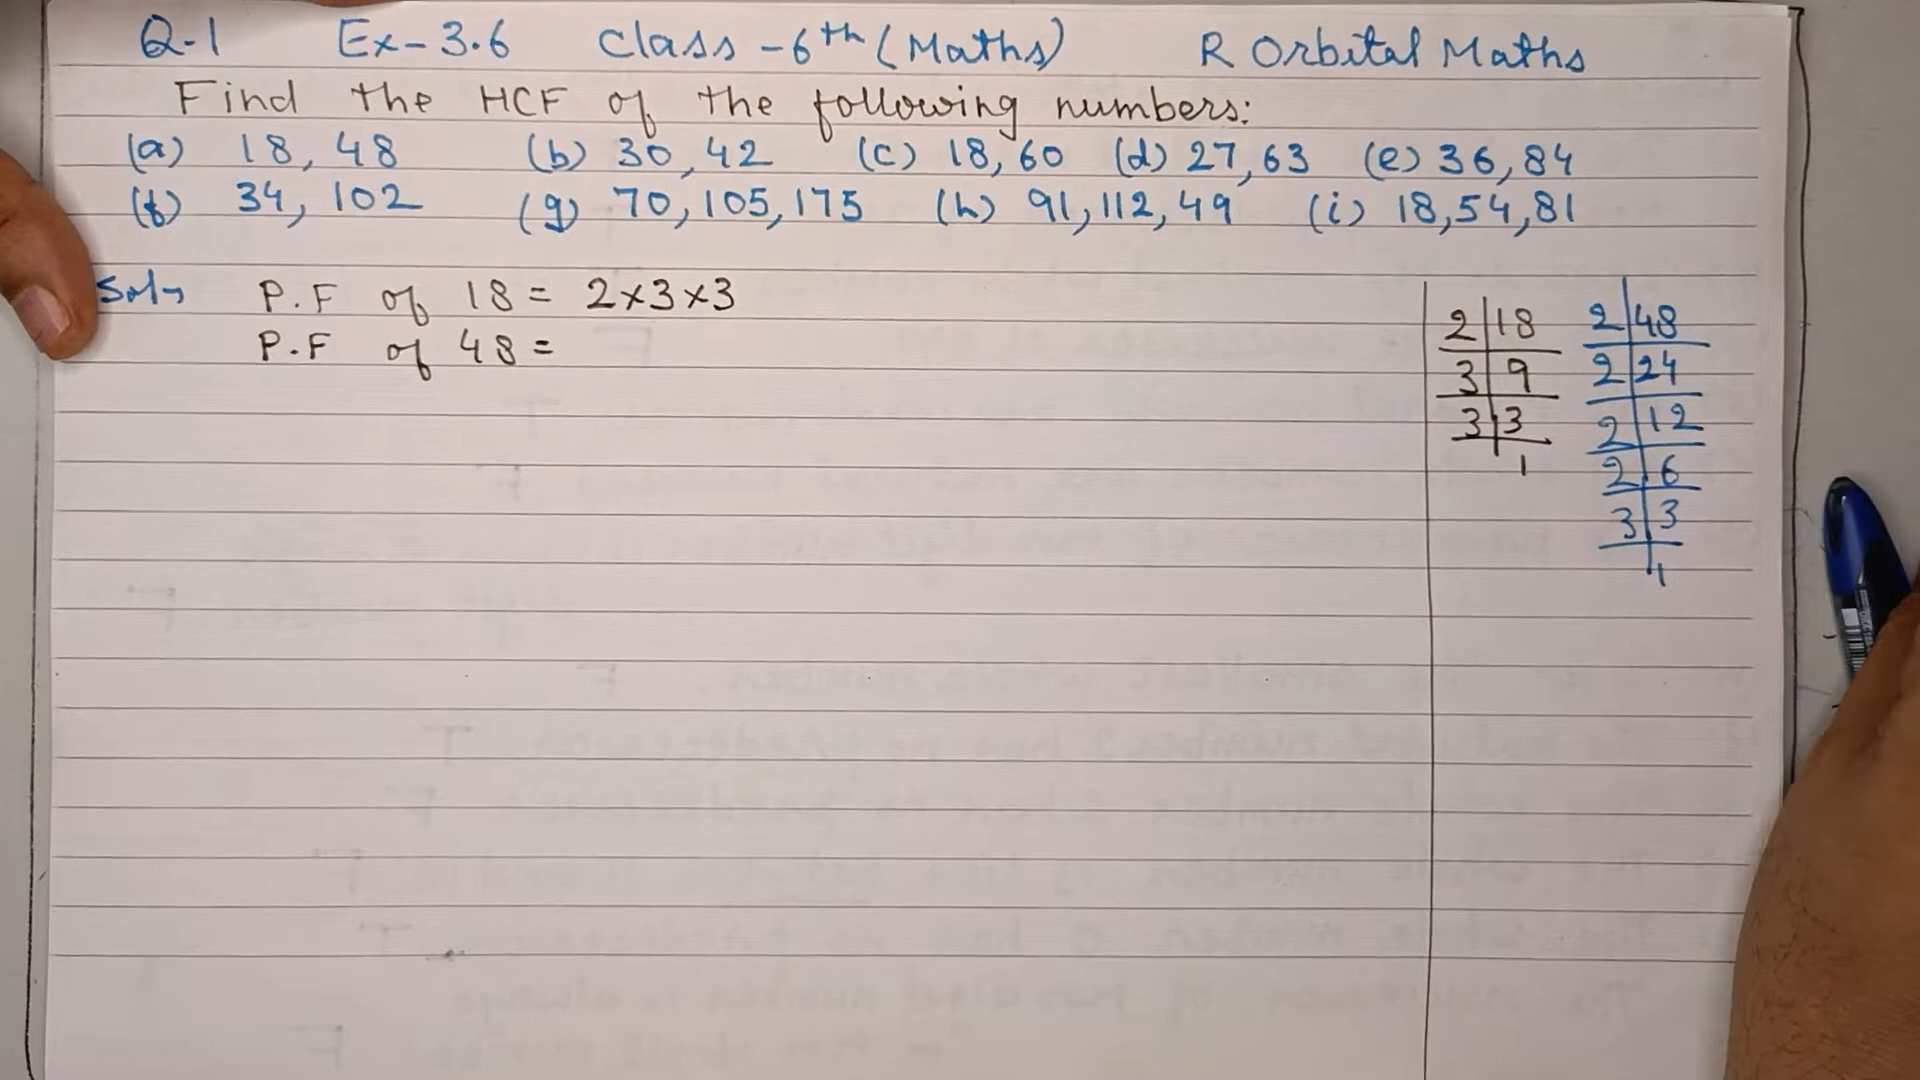 Q-1 Ex-3.6 Class-6th (Maths) R Orbital Maths
Find the HCF of the following numbers:
(a) 18, 48 (b) 30, 42 (c) 18, 60 (d) 27, 63 (e) 36, 84
(f) 34, 102 (g) 70, 105, 175 (h) 91, 112, 49 (i) 18, 54, 81
Soln P.F of 18 = 2×3×3
P.F of 48 =
2 18
3 9
3 3
1
2 48
2 24
2 12
2 6
3 3
1